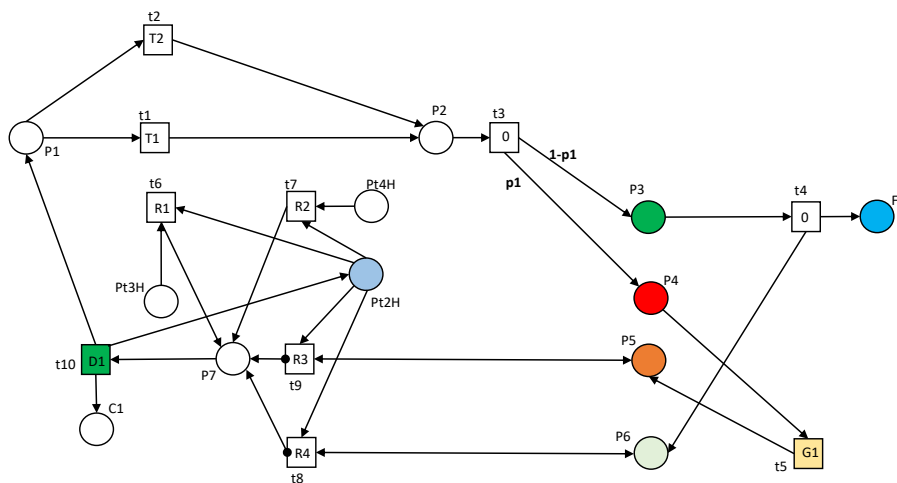 t2
T2
t1
T1
P1
P2
t3
0
1-p1
p1
P3
t4
0
P
t6
R1
t7
R2
Pt4H
Pt3H
Pt2H
P4
P5
t10
D1
P7
R3
t9
C1
P6
R4
t8
G1
t5